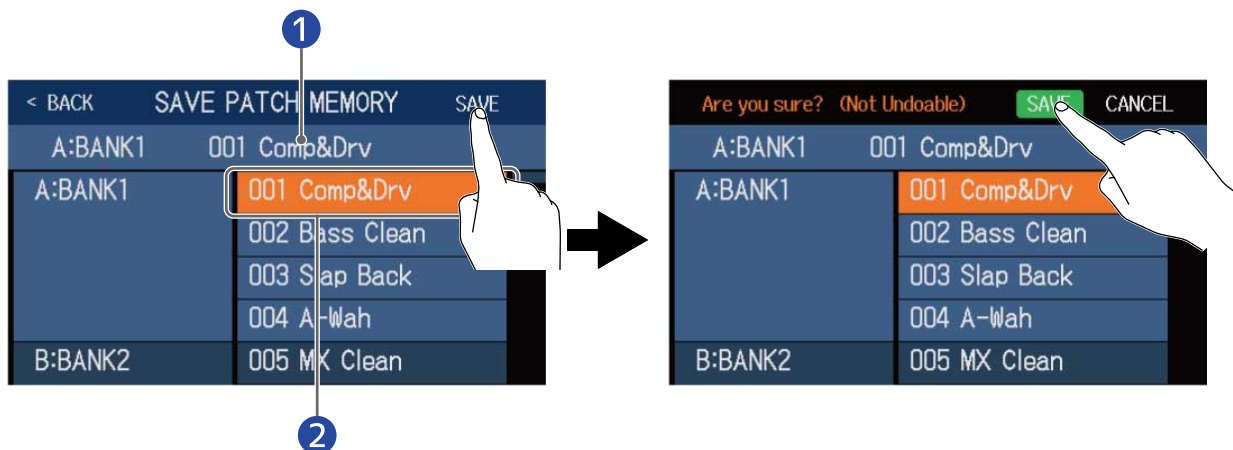 1
< BACK SAVE PATCH MEMORY SAVE
A:BANK1 001 Comp&Drv
A:BANK1 001 Comp&Drv
002 Bass Clean
003 Slap Back
004 A-Wah
B:BANK2 005 MX Clean
2
Are you sure? (Not Undoable) SAVE CANCEL
A:BANK1 001 Comp&Drv
A:BANK1 001 Comp&Drv
002 Bass Clean
003 Slap Back
004 A-Wah
B:BANK2 005 MX Clean